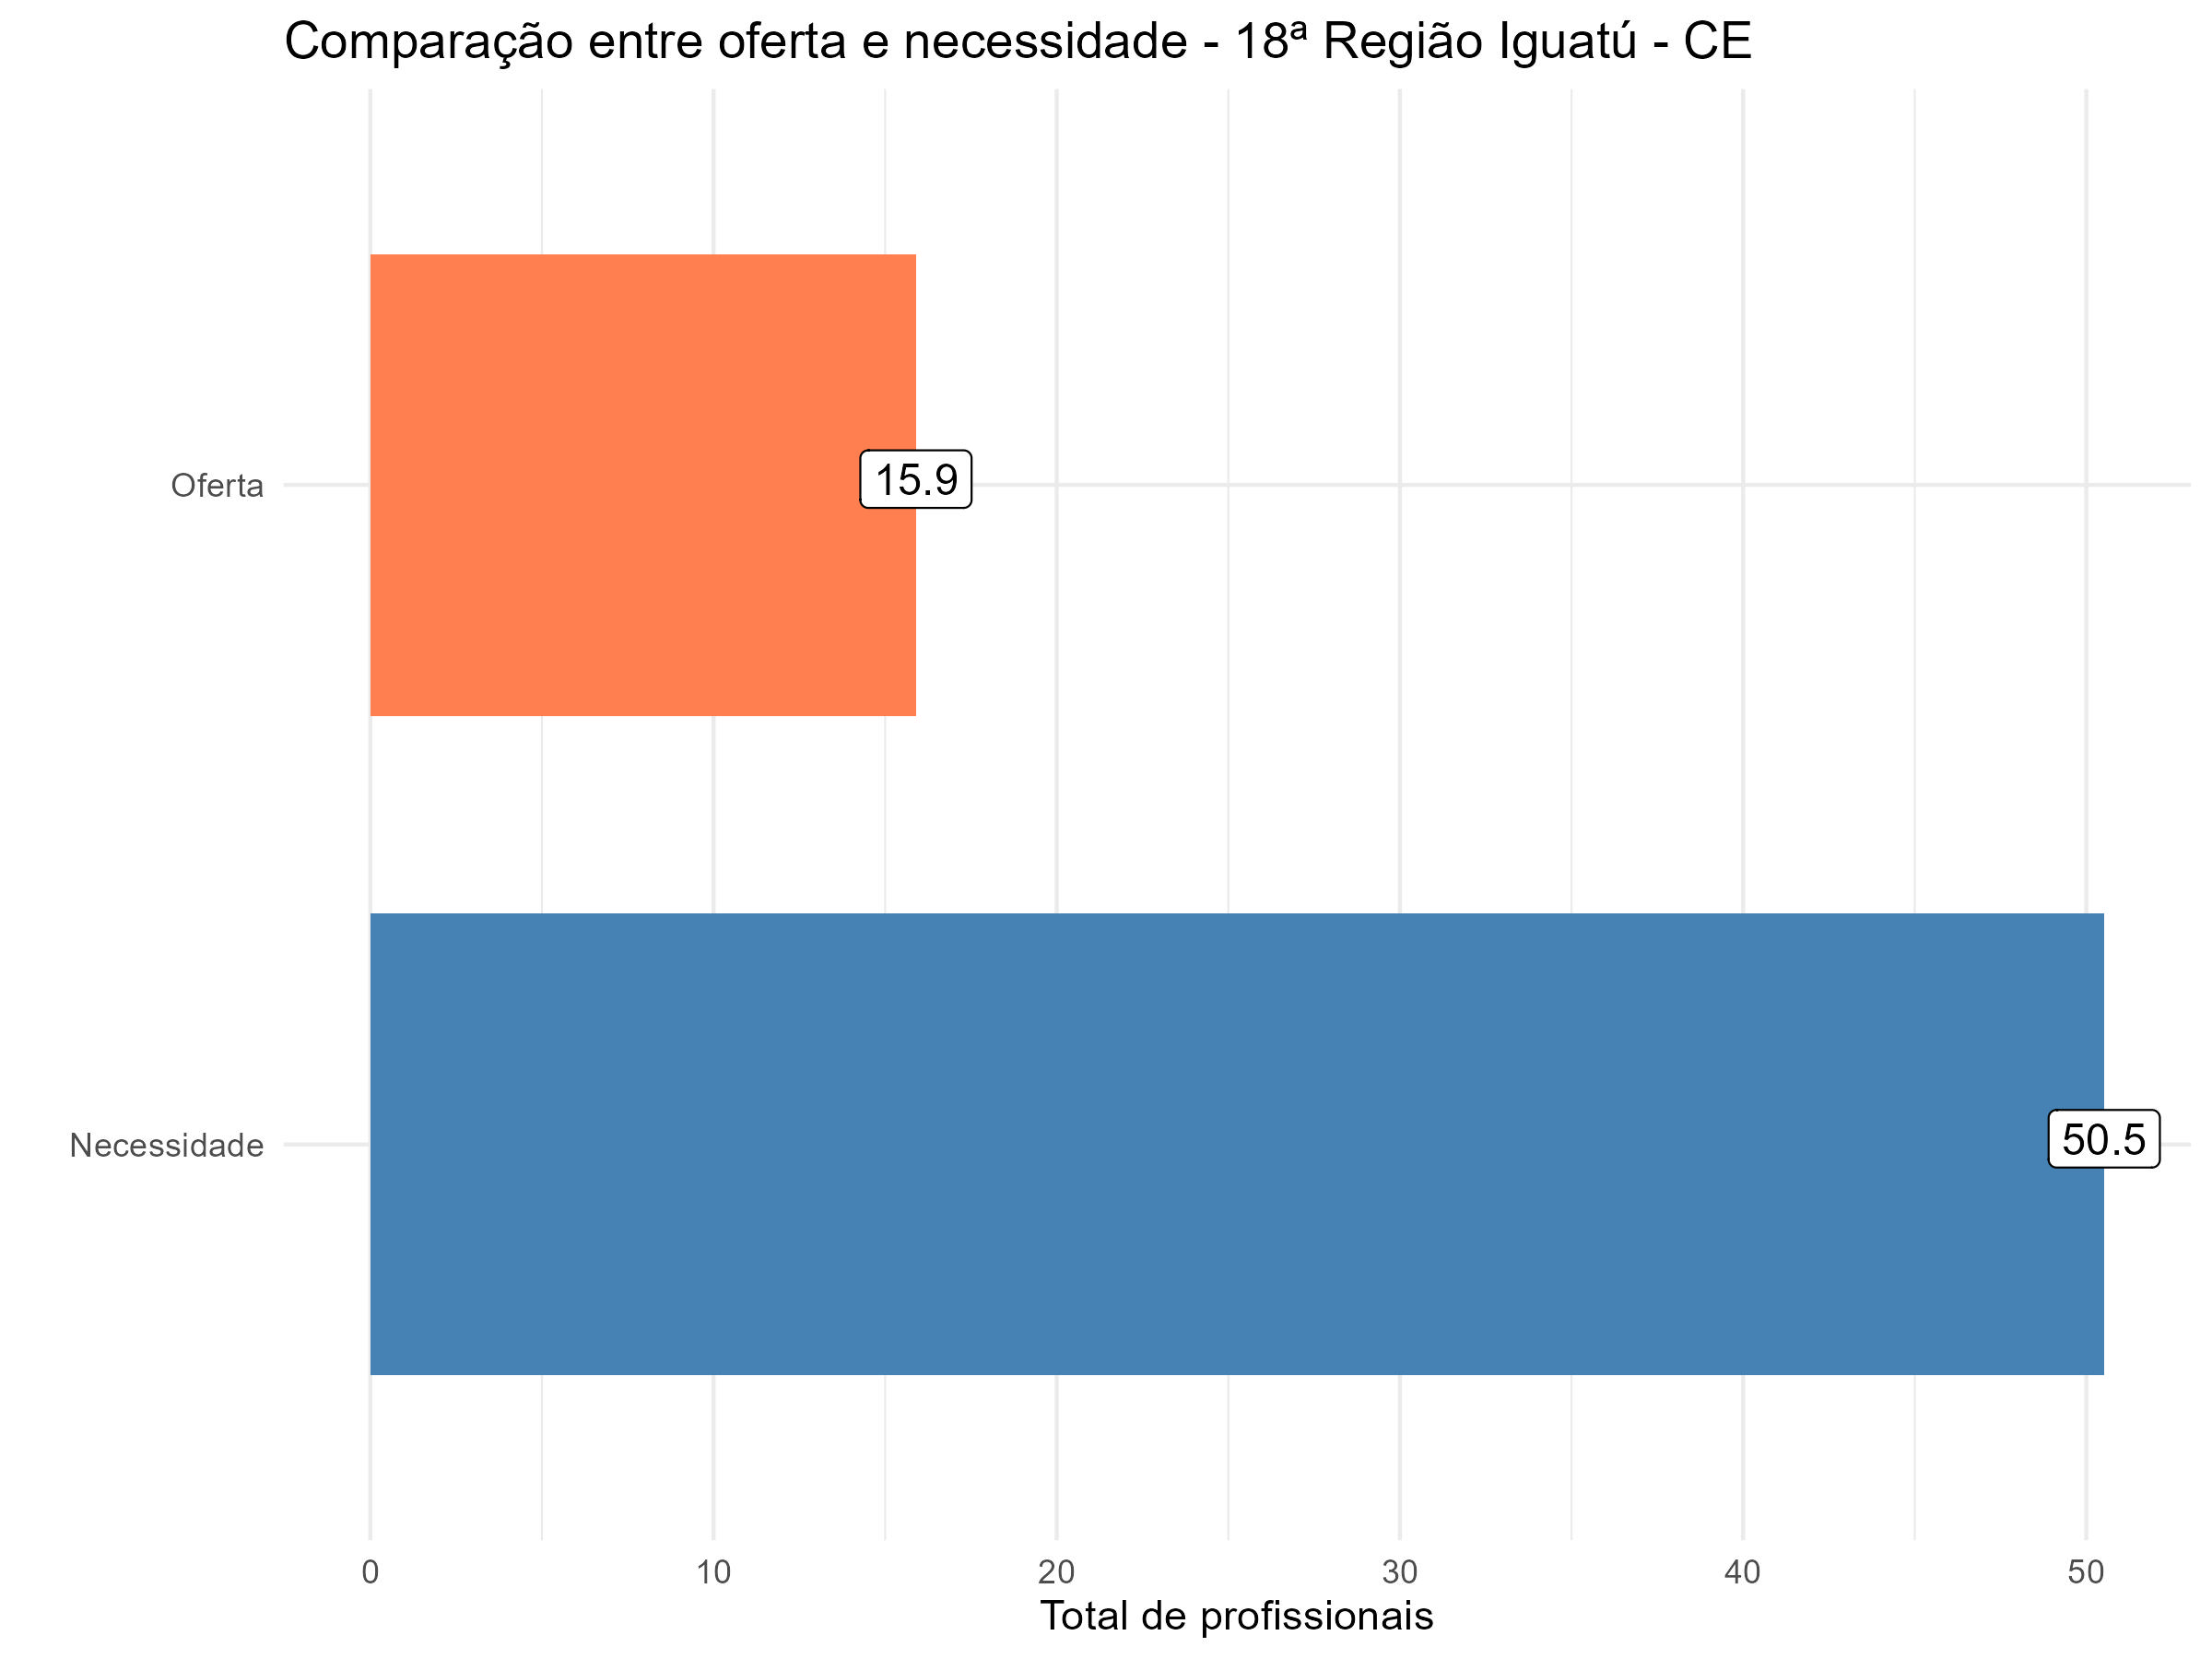 Comparação entre oferta e necessidade - 18ª Região Iguatú - CE
Oferta
15.9
Necessidade
50.5
0 10 20 30 40 50
Total de profissionais